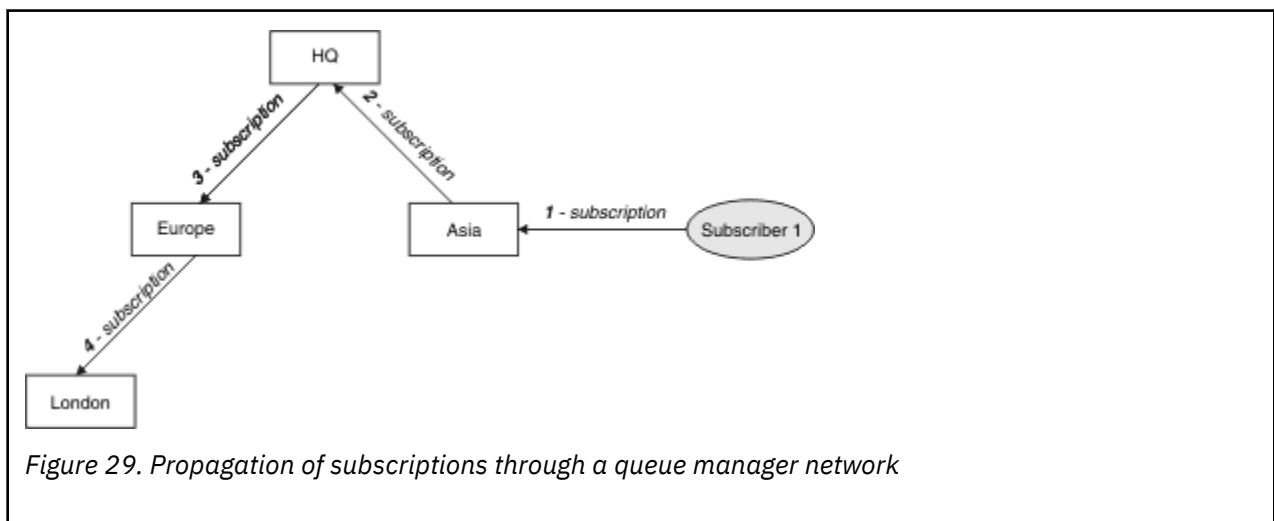 HQ
2 - subscription
3 - subscription
Europe
Asia
1 - subscription
Subscriber 1
4 - subscription
London
Figure 29. Propagation of subscriptions through a queue manager network